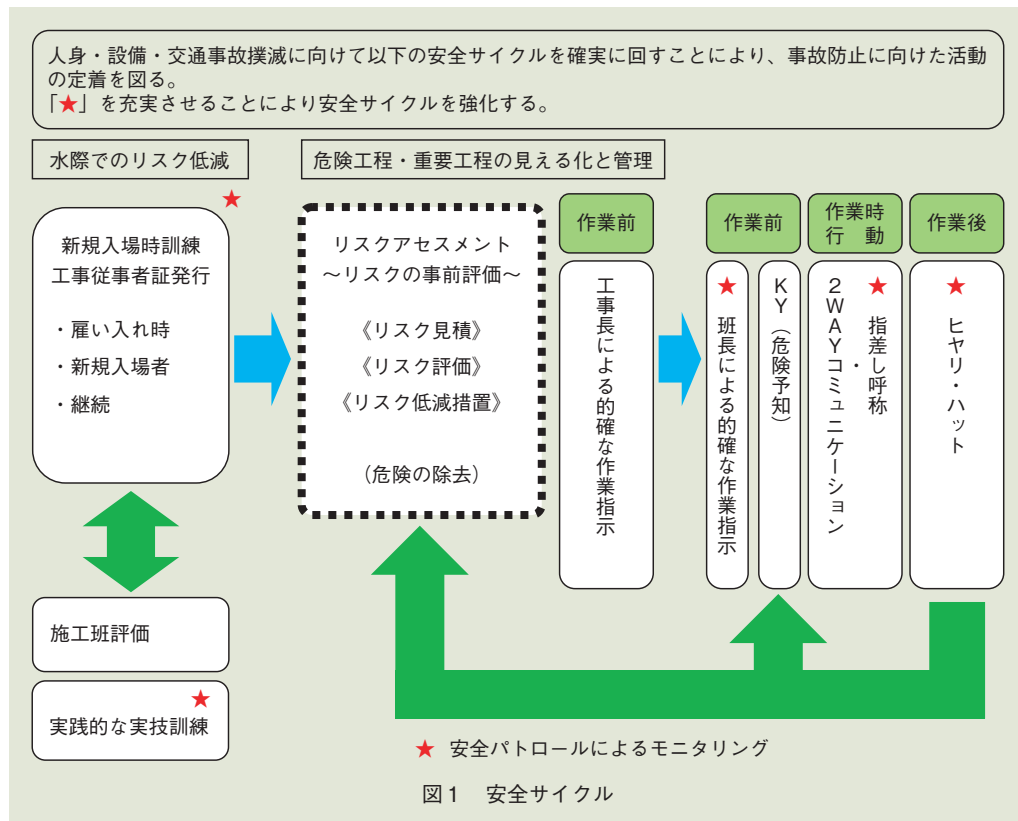 人身・設備・交通事故撲滅に向けて以下の安全サイクルを確実に回すことにより、事故防止に向けた活動
の定着を図る。
「★」を充実させることにより安全サイクルを強化する。
水際でのリスク低減
危険工程・重要工程の見える化と管理
★
新規入場時訓練
工事従事者証発行
・雇い入れ時
・新規入場者
・継続
施工班評価
★
実践的な実技訓練
リスクアセスメント
～リスクの事前評価～
《リスク見積》
《リスク評価》
《リスク低減措置》
(危険の除去)
作業前
工事長による的確な作業指示
作業前
★ 班長による的確な作業指示
KY（危険予知）
作業時
行 動
★ 指差し呼称
・
2WAYコミュニケーション
作業後
★ ヒヤリ・ハット
★ 安全パトロールによるモニタリング
図1 安全サイクル